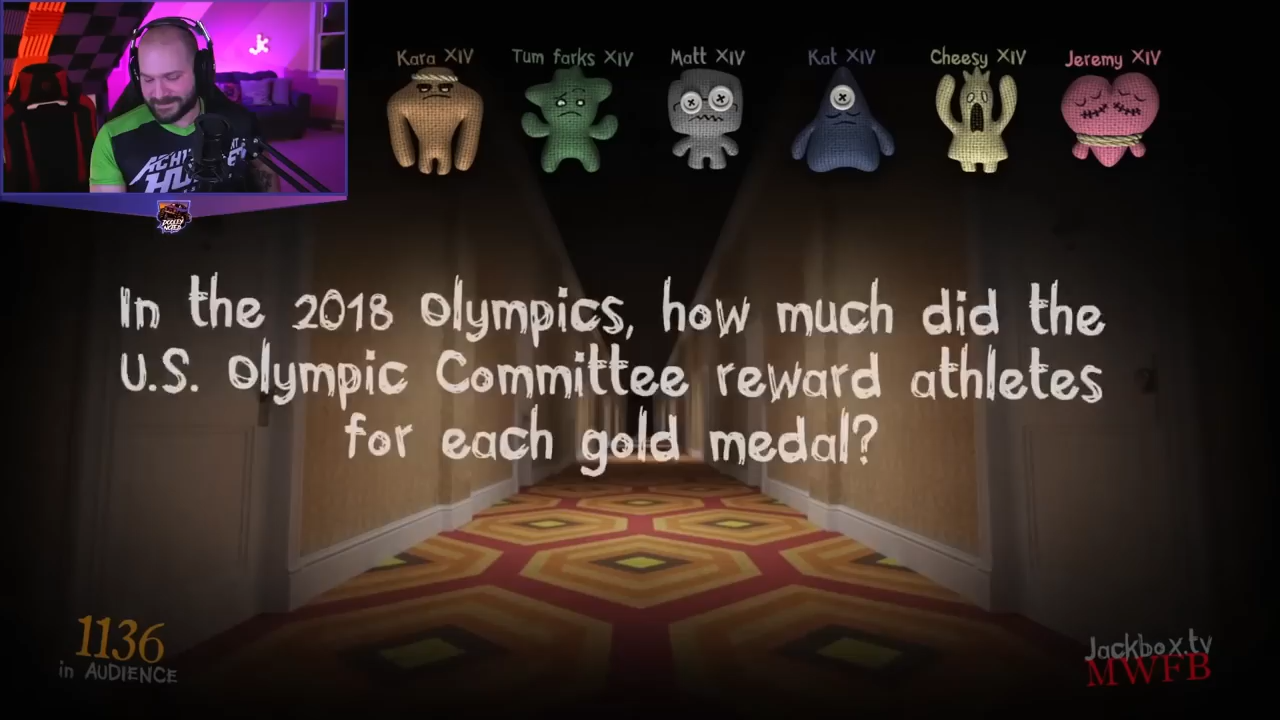 Kara XIV
Tum farks XIV
Matt XIV
Kat XIV
Cheesy XIV
Jeremy XIV
In the 2018 Olympics, how much did the
U.S. Olympic Committee reward athletes
for each gold medal?
1136
in AUDIENCE
Jackbox.tv
MWFB